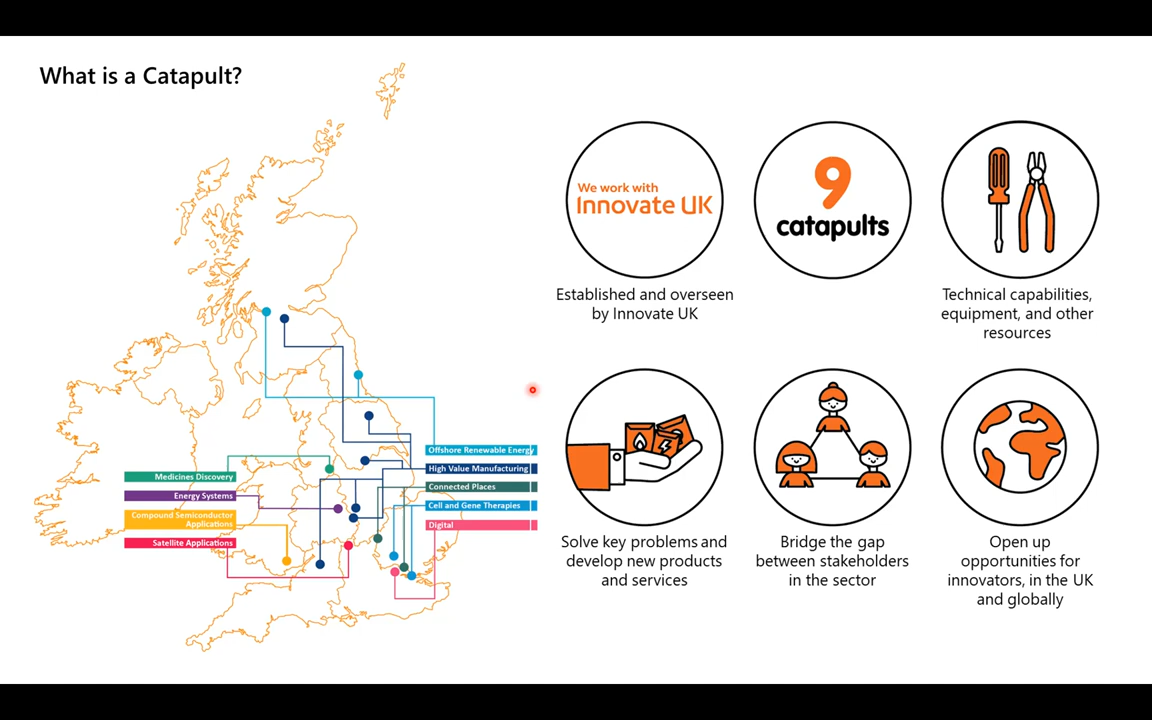 What is a Catapult?
Medicines Discovery
Energy Systems
Compound Semiconductor
Applications
Satellite Applications
Offshore Renewable Energy
High Value Manufacturing
Connected Places
Cell and Gene Therapies
Digital
We work with
Innovate UK
9
catapults
Established and overseen
by Innovate UK
Technical capabilities,
equipment, and other
resources
Solve key problems and
develop new products
and services
Bridge the gap
between stakeholders
in the sector
Open up
opportunities for
innovators, in the UK
and globally